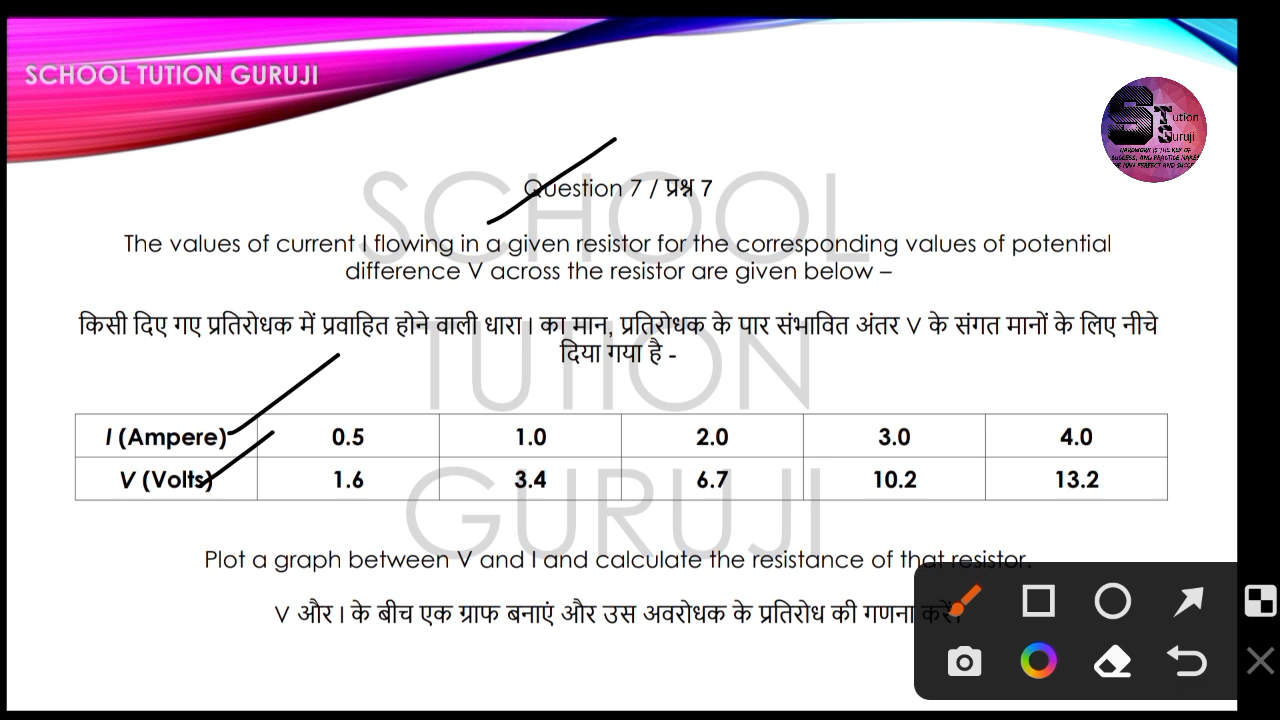 SCHOOL TUTION GURUJI
Question 7 / प्रश्न 7
The values of current I flowing in a given resistor for the corresponding values of potential
difference V across the resistor are given below –
किसी दिए गए प्रतिरोधक में प्रवाहित होने वाली धारा I का मान, प्रतिरोधक के पार संभावित अंतर V के संगत मानों के लिए नीचे
दिया गया है -
I (Ampere) 0.5 1.0 2.0 3.0 4.0
V (Volts) 1.6 3.4 6.7 10.2 13.2
Plot a graph between V and I and calculate the resistance of that resistor.
V और I के बीच एक ग्राफ बनाएं और उस अवरोधक के प्रतिरोध की गणना करें।
SCHOOL
TUTION
GURUJI
S Tution
Guruji